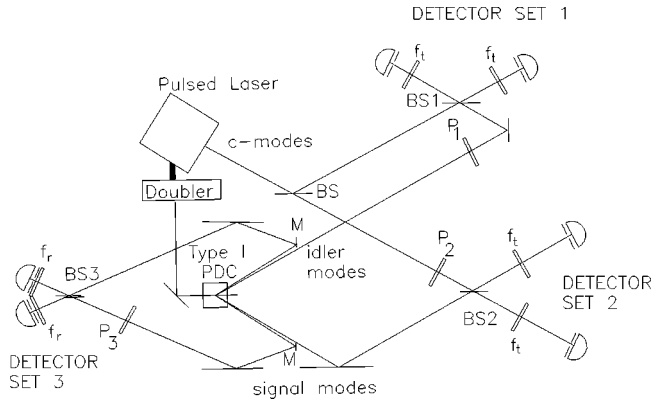 DETECTOR SET 1
f_t
f_t
Pulsed Laser
BS1
P_1
c-modes
Doubler
BS
M
Type I
PDC
idler
modes
P_2
f_t
f_r
BS3
f_r
P_3
DETECTOR
SET 2
BS2
f_t
DETECTOR
SET 3
M
signal modes